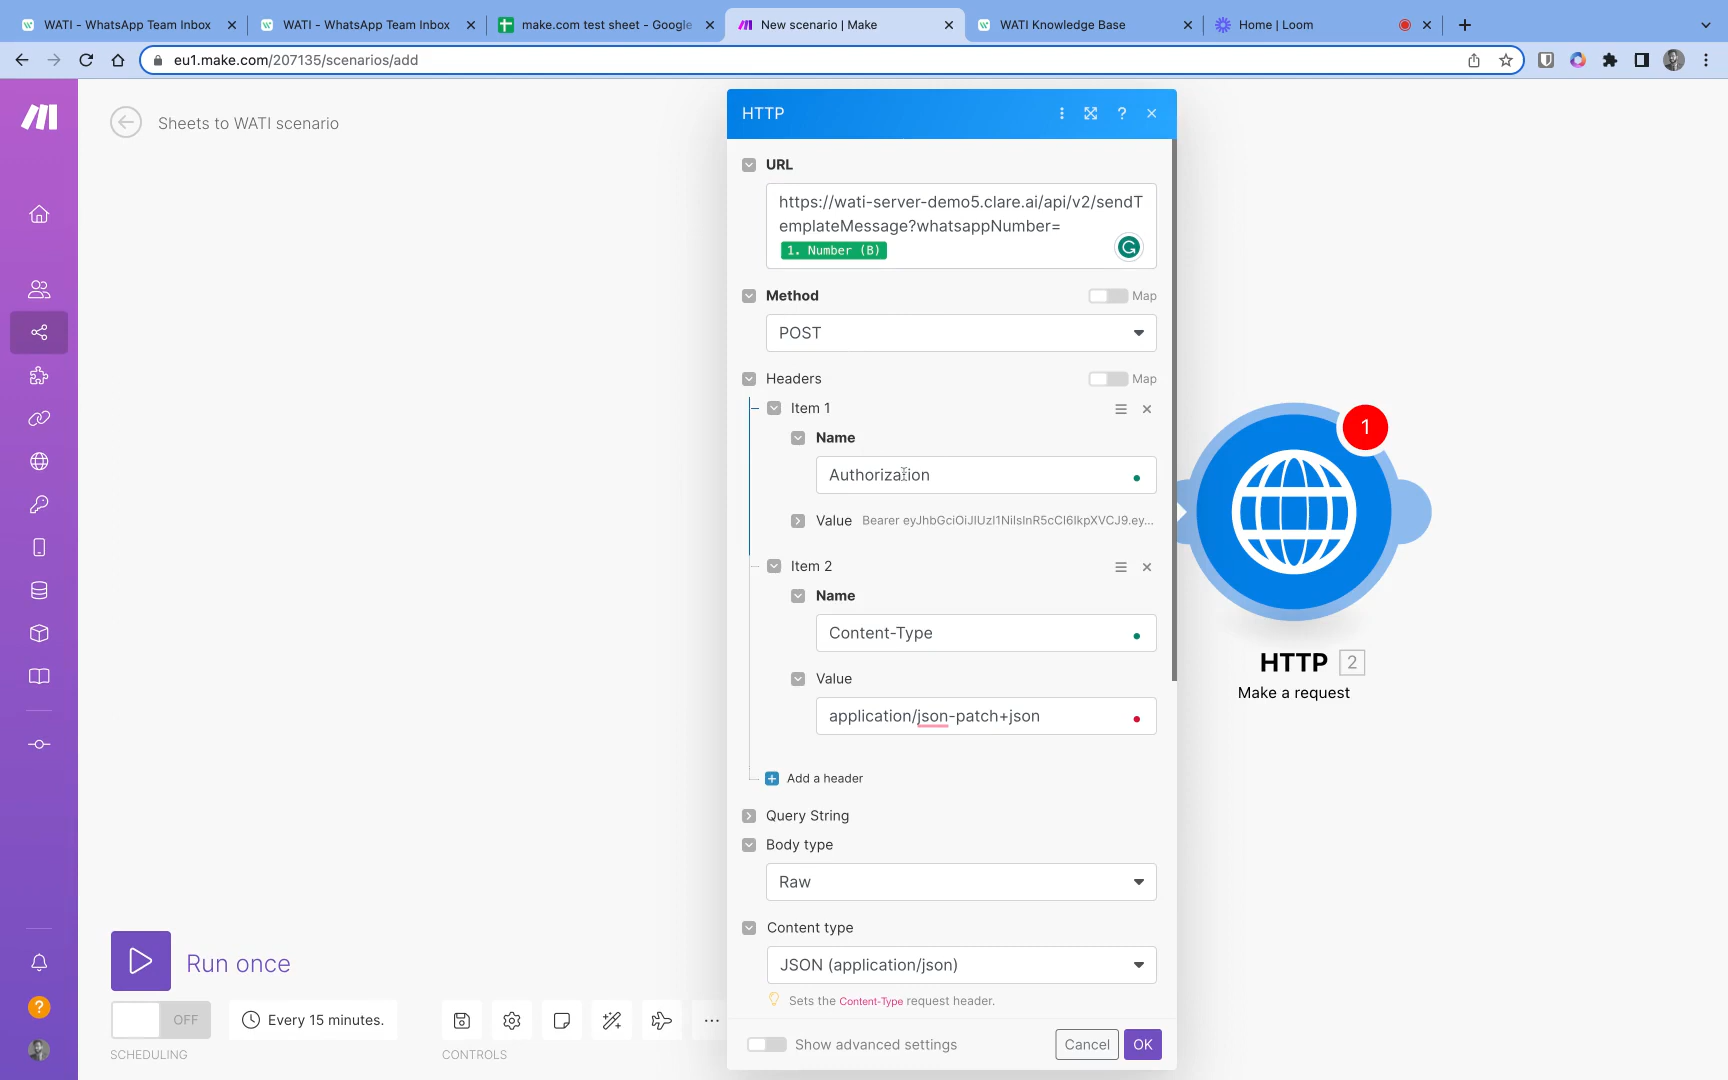 WATI - WhatsApp Team Inbox
WATI - WhatsApp Team Inbox
make.com test sheet - Google
New scenario | Make
WATI Knowledge Base
Home | Loom
eu1.make.com/207135/scenarios/add
Sheets to WATI scenario
HTTP
?
URL
https://wati-server-demo5.clare.ai/api/v2/sendT
emplateMessage?whatsappNumber=
1. Number (B)
Method
Map
POST
Headers
Map
Item 1
Name
Authorization
Value Bearer eyJhbGciOiJIUzI1NiIsInR5cCI6IkpXVCJ9.ey...
Item 2
Name
Content-Type
Value
application/json-patch+json
Add a header
Query String
Body type
Raw
Content type
JSON (application/json)
Sets the Content-Type request header.
Show advanced settings
Cancel
OK
1
HTTP 2
Make a request
Run once
OFF
Every 15 minutes.
SCHEDULING
CONTROLS
?